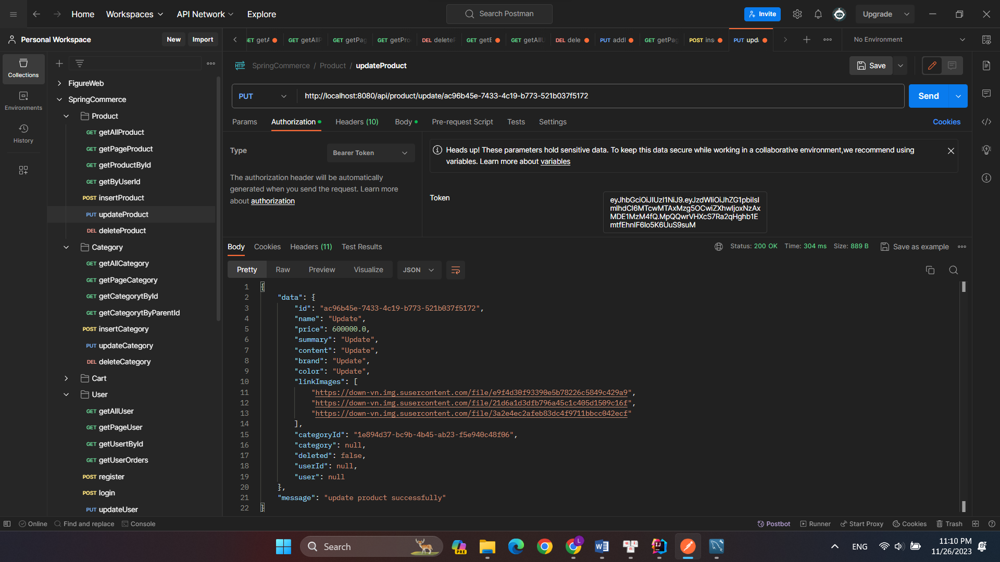 Home
Workspaces
API Network
Explore
Search Postman
Invite
Upgrade
Personal Workspace
New
Import
GET getAllP
GET getPag
GET getPro
DEL deleteP
GET getE
GET getAllU
DEL dele
PUT addI
GET getPag
POST ins
PUT upda
No Environment
Collections
Environments
History
FigureWeb
SpringCommerce
Product
GET getAllProduct
GET getPageProduct
GET getProductById
GET getByUserId
POST insertProduct
PUT updateProduct
DEL deleteProduct
Category
GET getAllCategory
GET getPageCategory
GET getCategorytById
GET getCategorytByParentId
POST insertCategory
PUT updateCategory
DEL deleteCategory
Cart
User
GET getAllUser
GET getPageUser
GET getUsertById
GET getUserOrders
POST register
POST login
PUT updateUser
HTTP SpringCommerce / Product / updateProduct
Save
PUT
http://localhost:8080/api/product/update/ac96b45e-7433-4c19-b773-521b037f5172
Send
Params
Authorization
Headers (10)
Body
Pre-request Script
Tests
Settings
Cookies
Type
Bearer Token
The authorization header will be automatically
generated when you send the request. Learn more
about authorization
Heads up! These parameters hold sensitive data. To keep this data secure while working in a collaborative environment,we recommend using
variables. Learn more about variables
Token
Body
Cookies
Headers (11)
Test Results
Status: 200 OK
Time: 304 ms
Size: 889 B
Save as example
Pretty
Raw
Preview
Visualize
JSON
1 {
2 "data": {
3 "id": "ac96b45e-7433-4c19-b773-521b037f5172",
4 "name": "Update",
5 "price": 600000.0,
6 "summary": "Update",
7 "content": "Update",
8 "brand": "Update",
9 "color": "Update",
10 "linkImages": [
11 "https://down-vn.img.susercontent.com/file/e9f4d30f93390e5b78226c5849c429a9",
12 "https://down-vn.img.susercontent.com/file/21d6a1d3dfb796a45c1c405d1509c16f",
13 "https://down-vn.img.susercontent.com/file/3a2e4ec2afeb83dc4f9711bbcc042ecf"
14 ],
15 "categoryId": "1e894d37-bc9b-4b45-ab23-f5e940c48f06",
16 "category": null,
17 "deleted": false,
18 "userId": null,
19 "user": null
20 },
21 "message": "update product successfully"
22 }
Online
Find and replace
Console
Postbot
Runner
Start Proxy
Cookies
Trash
Search
PRE
L
ENG
11:10 PM
11/26/2023